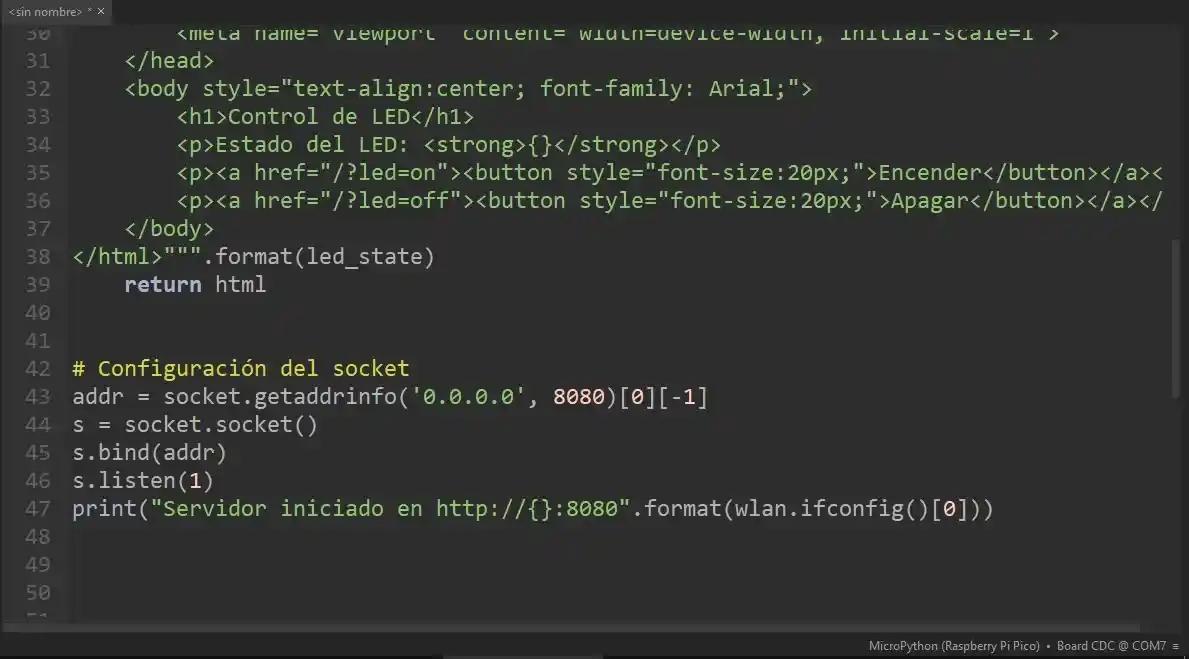 <sin nombre> * ×
30 <meta name="viewport" content="width=device-width, initial-scale=1">
31 </head>
32 <body style="text-align:center; font-family: Arial;">
33 <h1>Control de LED</h1>
34 <p>Estado del LED: <strong>{}</strong></p>
35 <p><a href="/?led=on"><button style="font-size:20px;">Encender</button></a><
36 <p><a href="/?led=off"><button style="font-size:20px;">Apagar</button></a></
37 </body>
38 </html>""".format(led_state)
39 return html
40
41
42 # Configuración del socket
43 addr = socket.getaddrinfo('0.0.0.0', 8080)[0][-1]
44 s = socket.socket()
45 s.bind(addr)
46 s.listen(1)
47 print("Servidor iniciado en http://{}:8080".format(wlan.ifconfig()[0]))
48
49
50
51
MicroPython (Raspberry Pi Pico) • Board CDC @ COM7 ≡